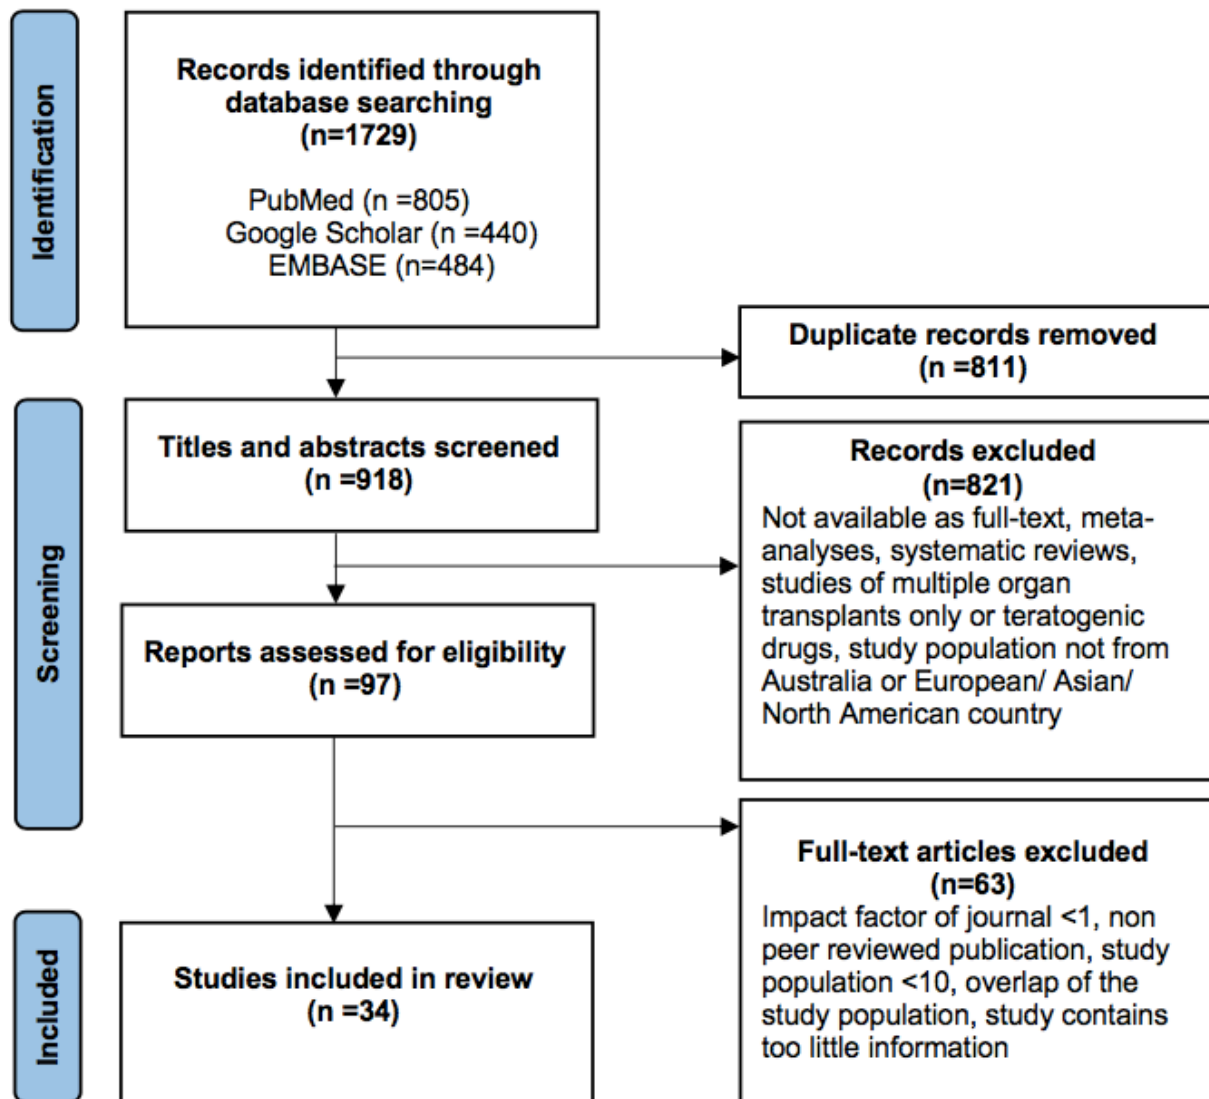 Identification
Records identified through
database searching
(n=1729)
PubMed (n =805)
Google Scholar (n =440)
EMBASE (n=484)
Duplicate records removed
(n =811)
Screening
Titles and abstracts screened
(n =918)
Records excluded
(n=821)
Not available as full-text, meta-
analyses, systematic reviews,
studies of multiple organ
transplants only or teratogenic
drugs, study population not from
Australia or European/ Asian/
North American country
Reports assessed for eligibility
(n =97)
Full-text articles excluded
(n=63)
Impact factor of journal <1, non
peer reviewed publication, study
population <10, overlap of the
study population, study contains
too little information
Included
Studies included in review
(n =34)